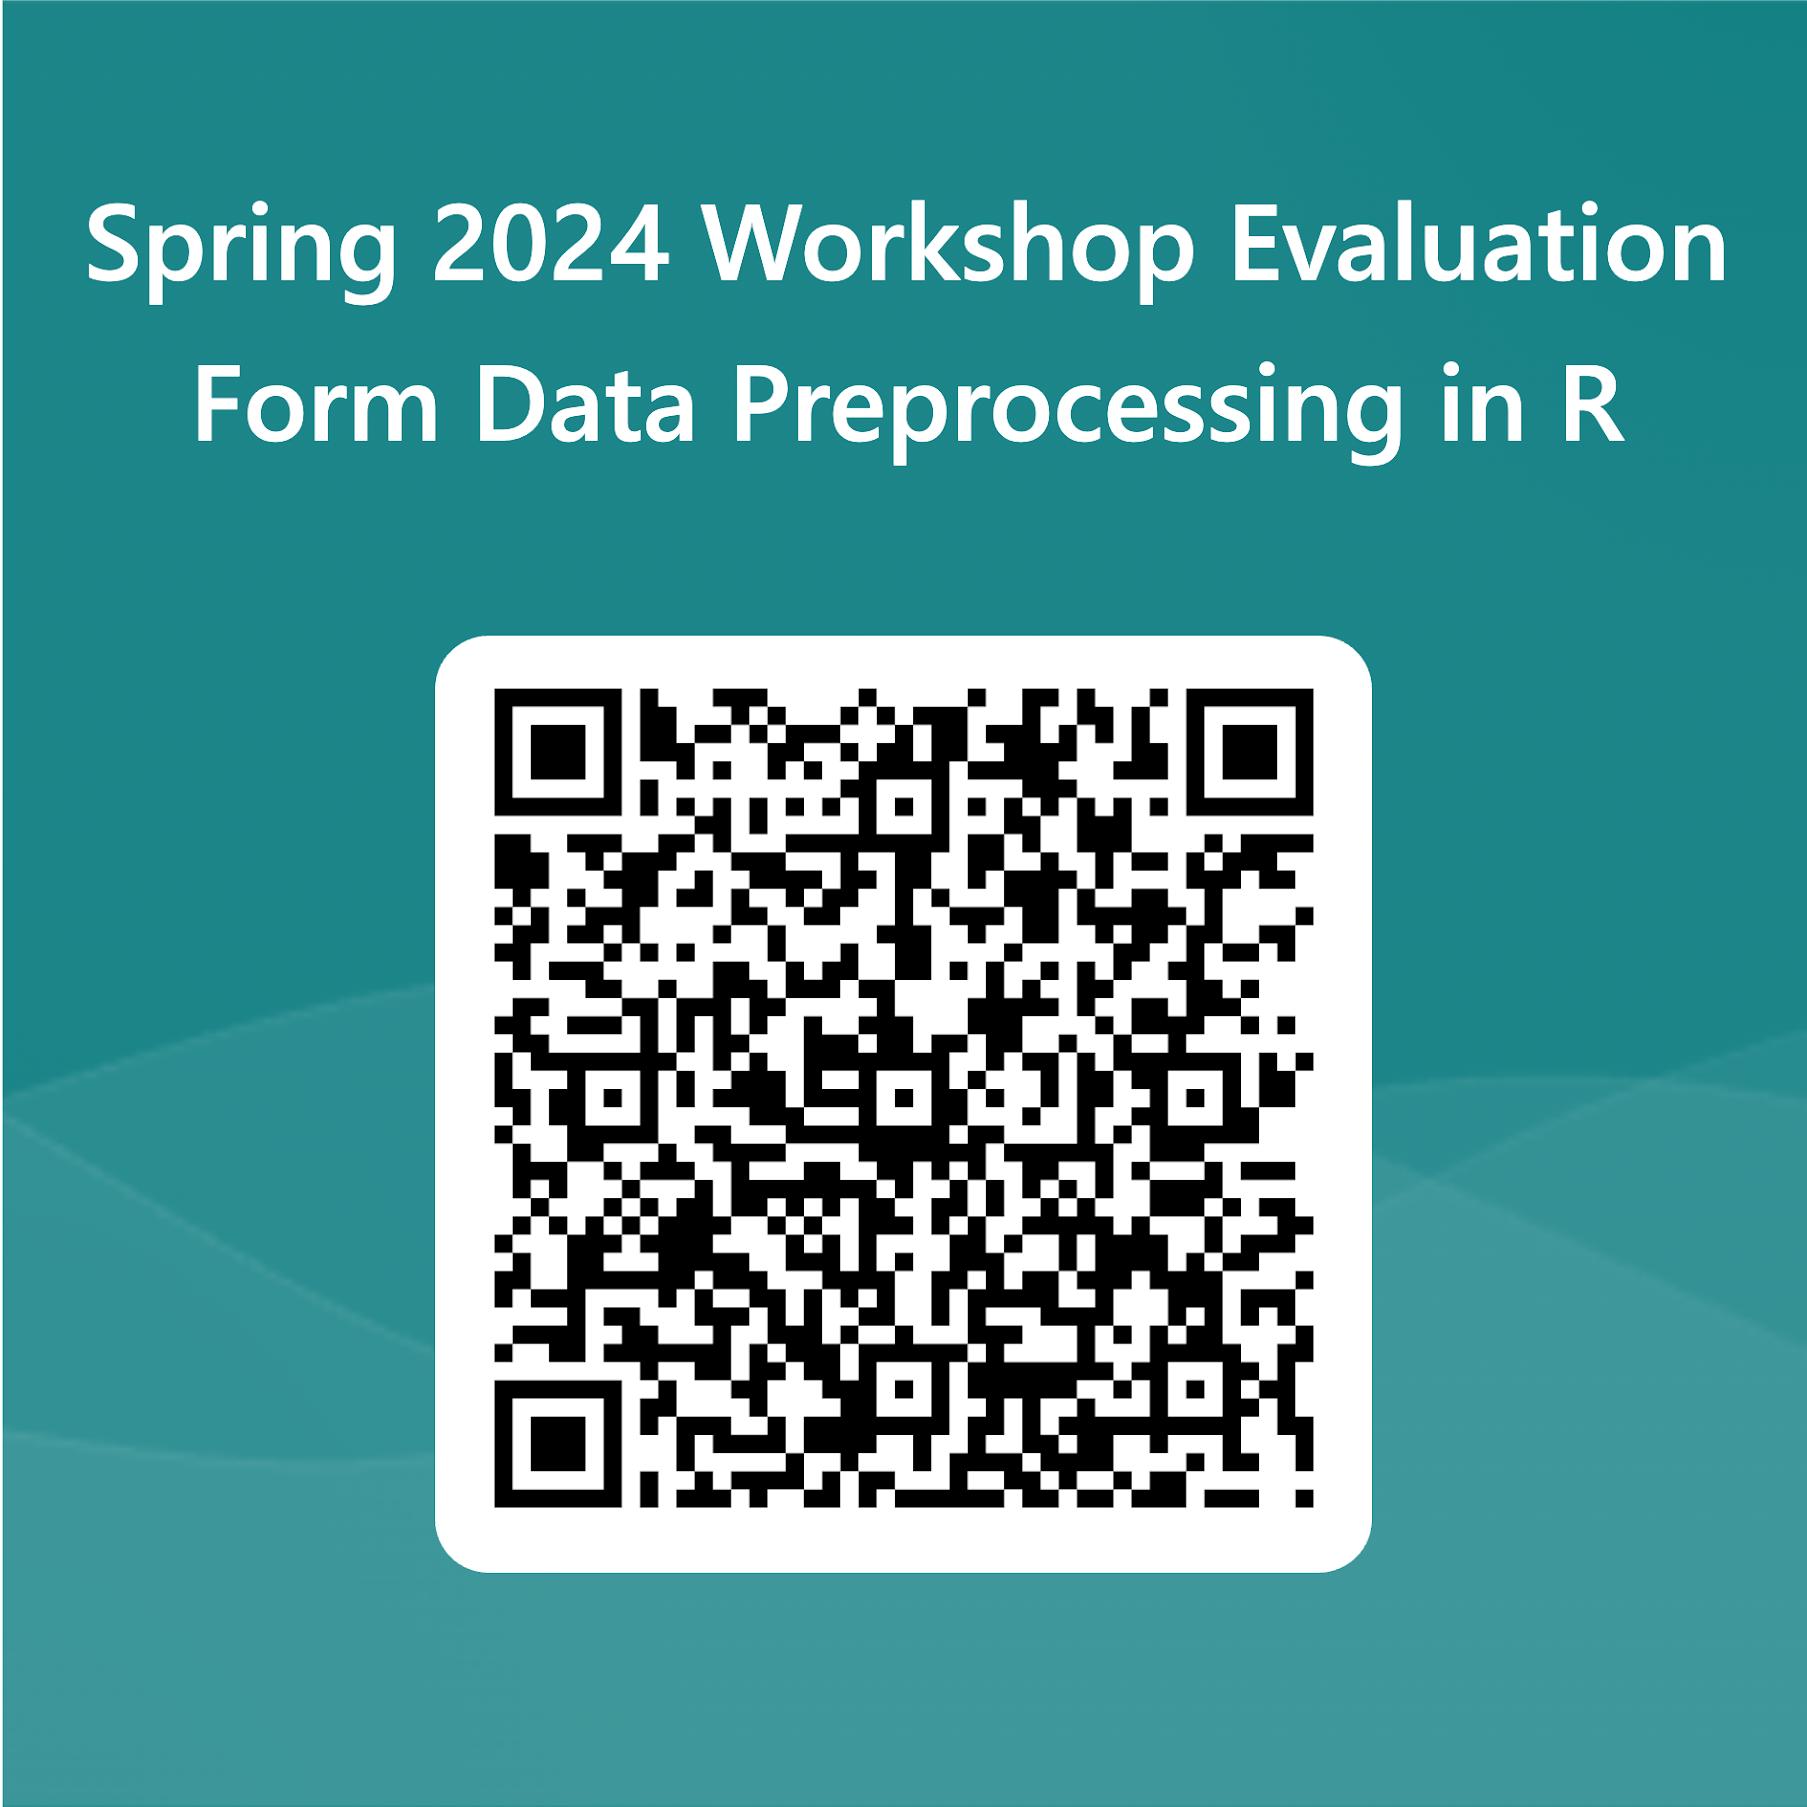 Spring 2024 Workshop Evaluation
Form Data Preprocessing in R